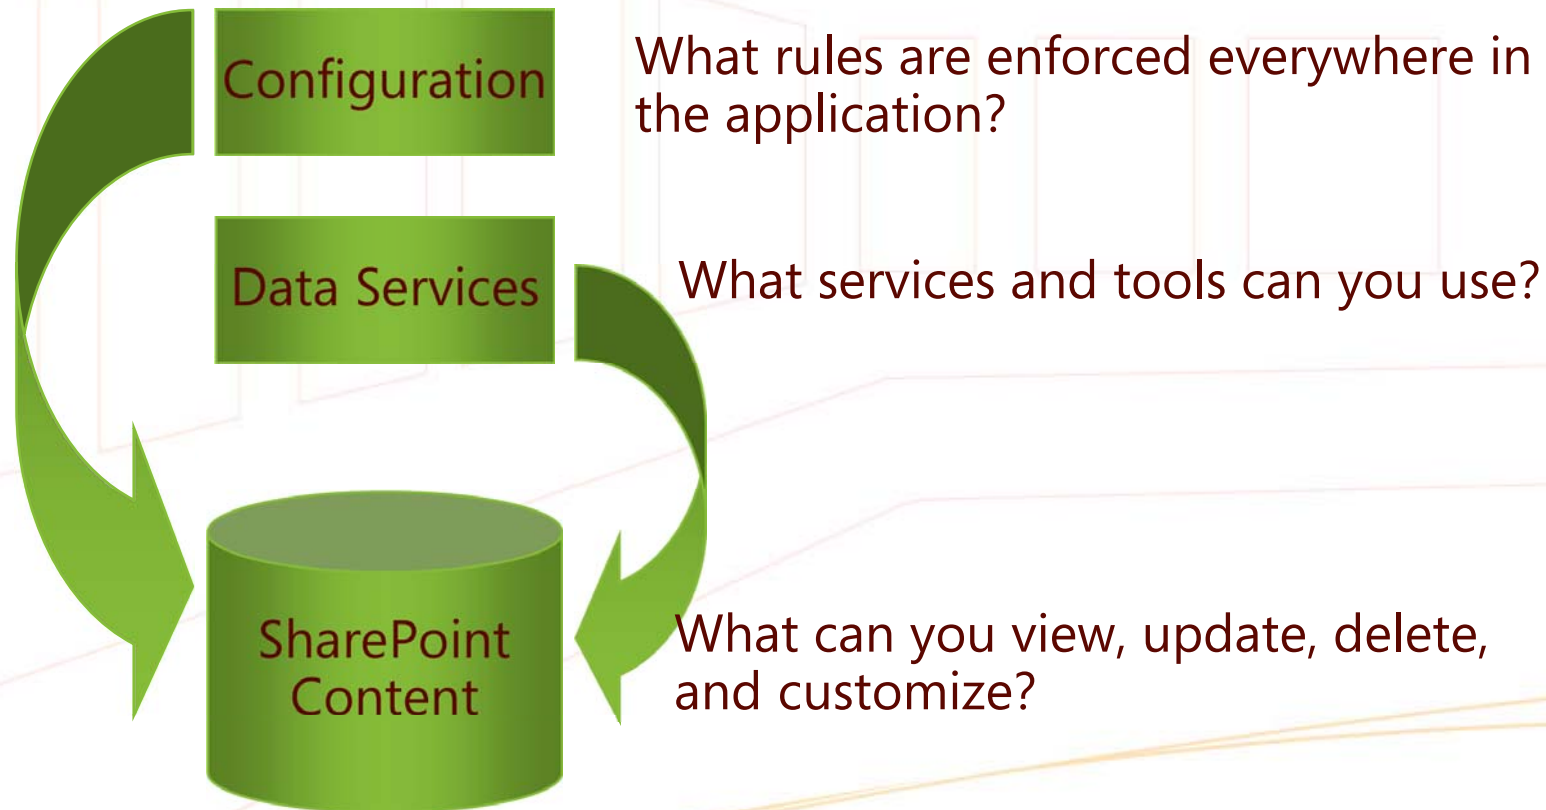 Configuration
What rules are enforced everywhere in
the application?
Data Services
What services and tools can you use?
SharePoint
Content
What can you view, update, delete,
and customize?